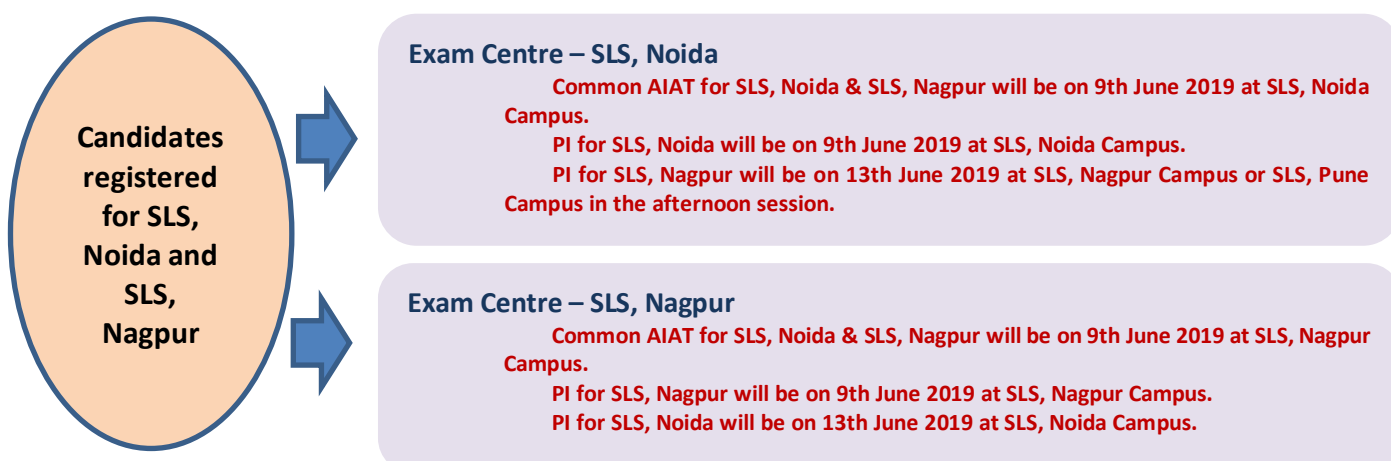 Candidates
registered
for SLS,
Noida and
SLS,
Nagpur
Exam Centre – SLS, Noida
Common AIAT for SLS, Noida & SLS, Nagpur will be on 9th June 2019 at SLS, Noida
Campus.
PI for SLS, Noida will be on 9th June 2019 at SLS, Noida Campus.
PI for SLS, Nagpur will be on 13th June 2019 at SLS, Nagpur Campus or SLS, Pune
Campus in the afternoon session.
Exam Centre – SLS, Nagpur
Common AIAT for SLS, Noida & SLS, Nagpur will be on 9th June 2019 at SLS, Nagpur
Campus.
PI for SLS, Nagpur will be on 9th June 2019 at SLS, Nagpur Campus.
PI for SLS, Noida will be on 13th June 2019 at SLS, Noida Campus.